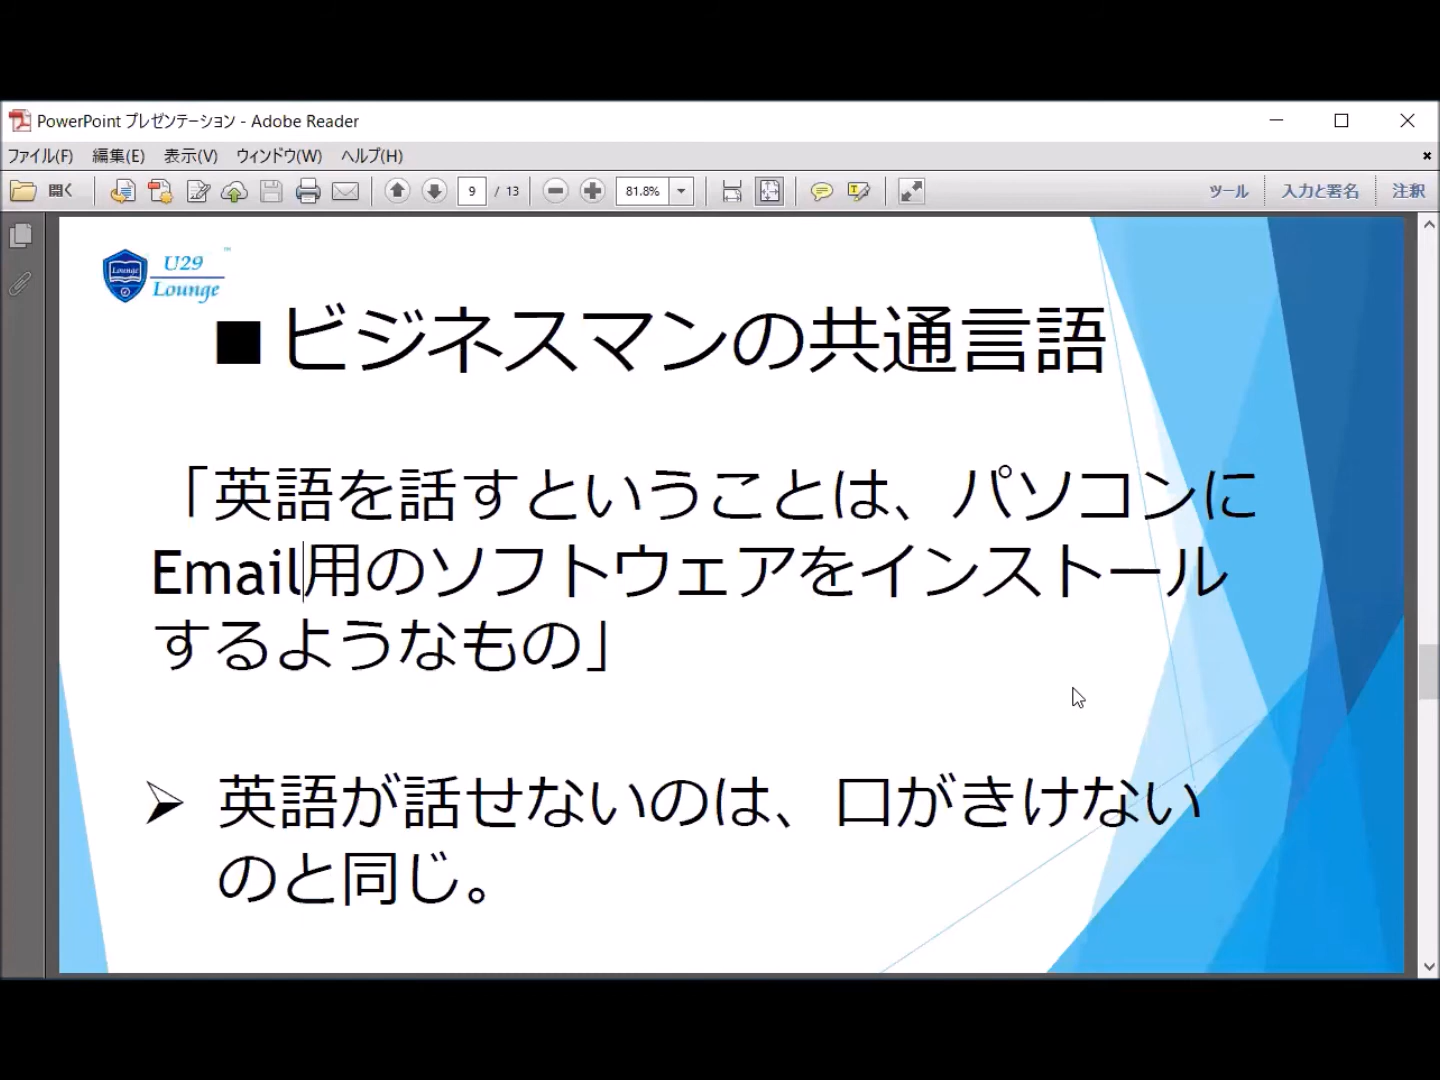 PowerPoint プレゼンテーション - Adobe Reader
ファイル(F) 編集(E) 表示(V) ウィンドウ(W) ヘルプ(H)
開く 9 / 13 81.8% ツール 入力と署名 注釈
Lounge U29 ™
Lounge
■ビジネスマンの共通言語
「英語を話すということは、パソコンに
Email用のソフトウェアをインストール
するようなもの」
➢ 英語が話せないのは、口がきけない
のと同じ。